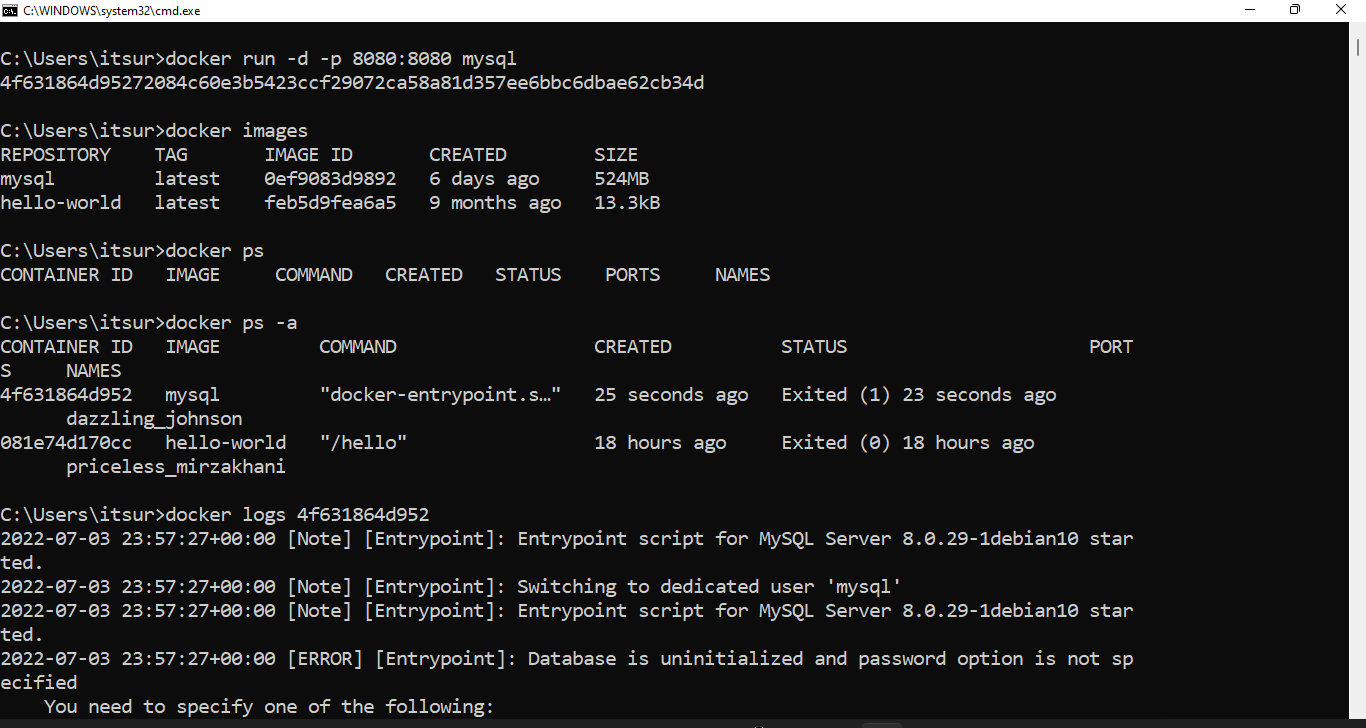 C:\WINDOWS\system32\cmd.exe
C:\Users\itsur>docker run -d -p 8080:8080 mysql
4f631864d95272084c60e3b5423ccf29072ca58a81d357ee6bbc6dbae62cb34d
C:\Users\itsur>docker images
REPOSITORY    TAG       IMAGE ID       CREATED        SIZE
mysql         latest    0ef9083d9892   6 days ago     524MB
hello-world   latest    feb5d9fea6a5   9 months ago   13.3kB
C:\Users\itsur>docker ps
CONTAINER ID   IMAGE     COMMAND   CREATED   STATUS    PORTS     NAMES
C:\Users\itsur>docker ps -a
CONTAINER ID   IMAGE         COMMAND                  CREATED          STATUS                      PORT
S     NAMES
4f631864d952   mysql         "docker-entrypoint.s…"   25 seconds ago   Exited (1) 23 seconds ago
      dazzling_johnson
081e74d170cc   hello-world   "/hello"                 18 hours ago     Exited (0) 18 hours ago
      priceless_mirzakhani
C:\Users\itsur>docker logs 4f631864d952
2022-07-03 23:57:27+00:00 [Note] [Entrypoint]: Entrypoint script for MySQL Server 8.0.29-1debian10 star
ted.
2022-07-03 23:57:27+00:00 [Note] [Entrypoint]: Switching to dedicated user 'mysql'
2022-07-03 23:57:27+00:00 [Note] [Entrypoint]: Entrypoint script for MySQL Server 8.0.29-1debian10 star
ted.
2022-07-03 23:57:27+00:00 [ERROR] [Entrypoint]: Database is uninitialized and password option is not sp
ecified
    You need to specify one of the following: